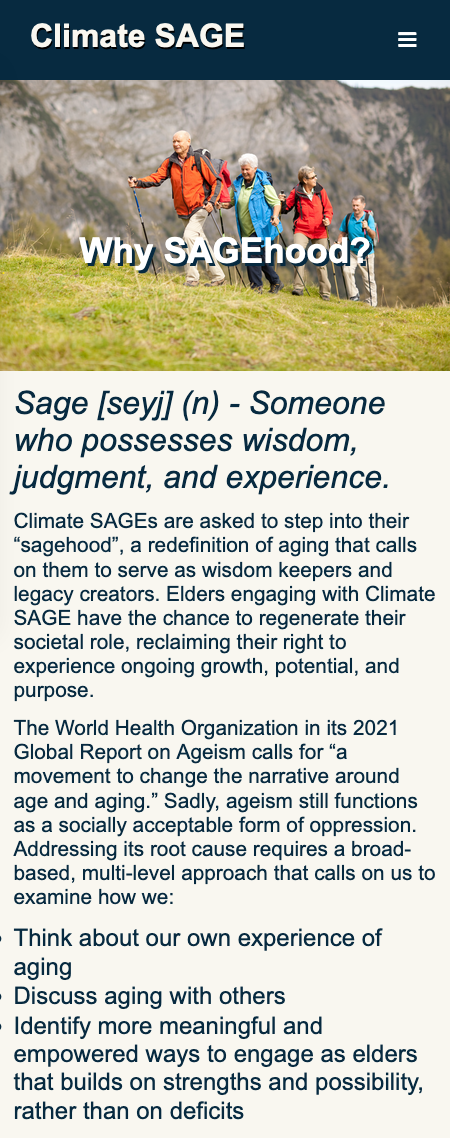 Climate SAGE
Why SAGEhood?
Sage [seyj] (n) - Someone
who possesses wisdom,
judgment, and experience.
Climate SAGEs are asked to step into their
“sagehood”, a redefinition of aging that calls
on them to serve as wisdom keepers and
legacy creators. Elders engaging with Climate
SAGE have the chance to regenerate their
societal role, reclaiming their right to
experience ongoing growth, potential, and
purpose.
The World Health Organization in its 2021
Global Report on Ageism calls for “a
movement to change the narrative around
age and aging.” Sadly, ageism still functions
as a socially acceptable form of oppression.
Addressing its root cause requires a broad-
based, multi-level approach that calls on us to
examine how we:
Think about our own experience of
aging
Discuss aging with others
Identify more meaningful and
empowered ways to engage as elders
that builds on strengths and possibility,
rather than on deficits